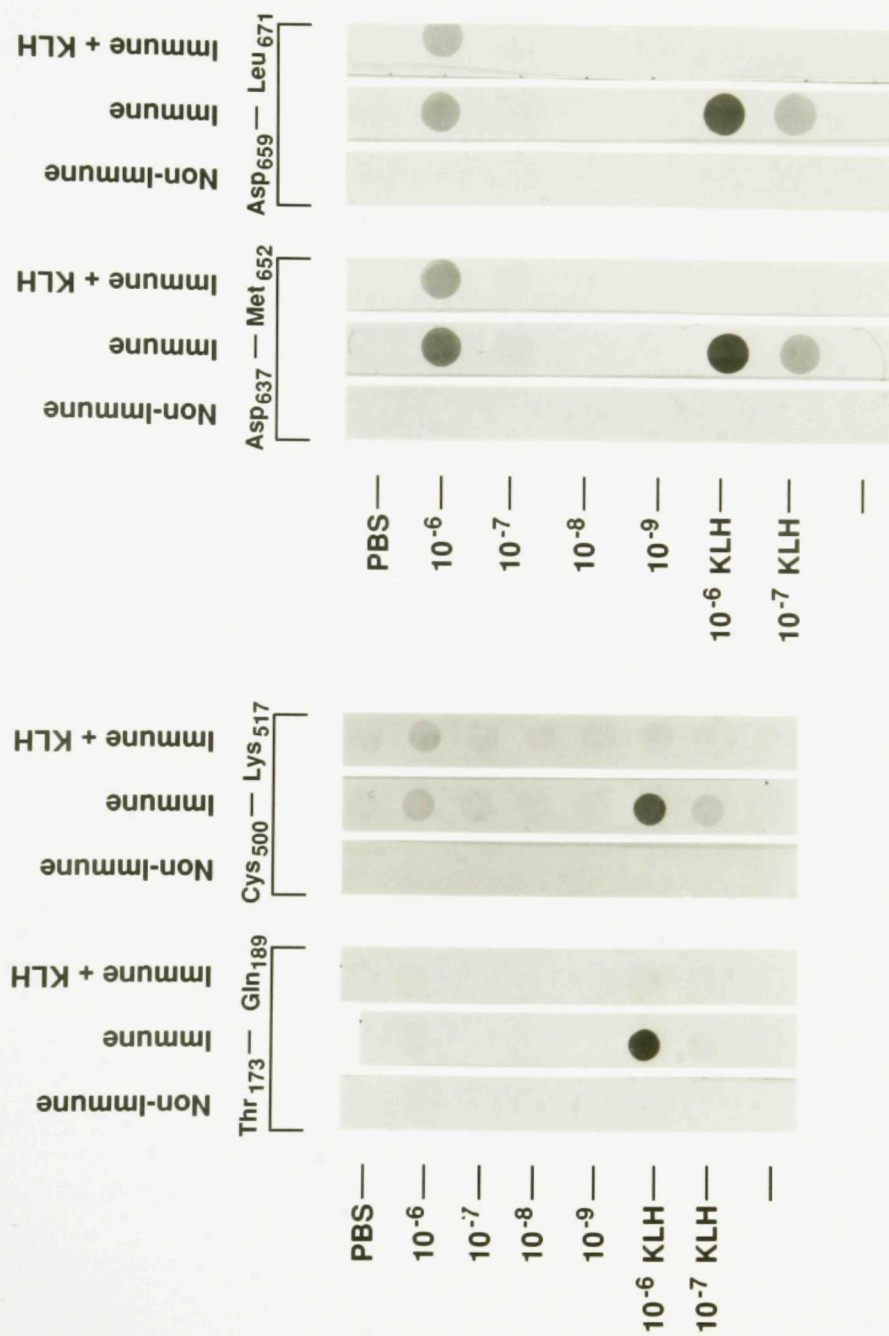 Non-Immune
Immune
Immune + KLH
Non-Immune
Immune
Immune + KLH
Thr173 — Gln189
Cys500 — Lys517
PBS —
10-6 —
10-7 —
10-8 —
10-9 —
10-6 KLH —
10-7 KLH —
—
Non-Immune
Immune
Immune + KLH
Non-Immune
Immune
Immune + KLH
Asp637 — Met652
Asp659 — Leu671
PBS —
10-6 —
10-7 —
10-8 —
10-9 —
10-6 KLH —
10-7 KLH —
—